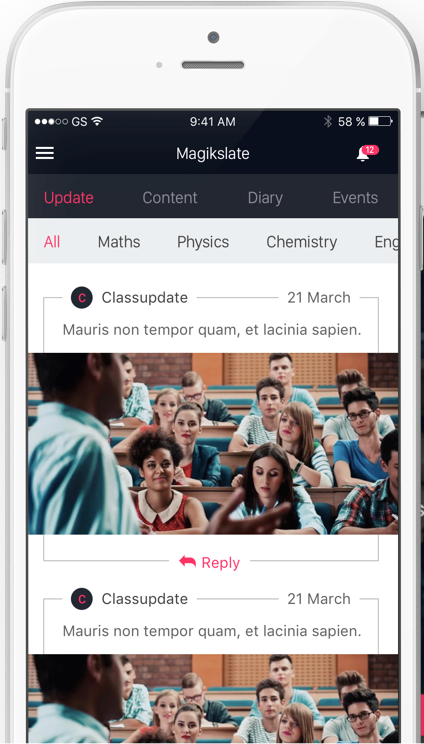 GS 9:41 AM 58 %
Magikslate 12
Update Content Diary Events
All Maths Physics Chemistry Eng
C Classupdate 21 March
Mauris non tempor quam, et lacinia sapien.
Reply
C Classupdate 21 March
Mauris non tempor quam, et lacinia sapien.